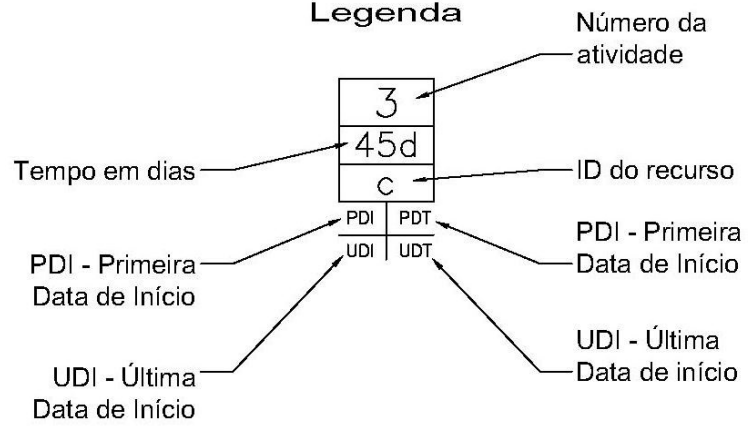 Legenda
Número da
atividade
3
45d
c
PDI PDT
UDI UDT
Tempo em dias
ID do recurso
PDI - Primeira
Data de Início
PDI - Primeira
Data de Início
UDI - Última
Data de Início
UDI - Última
Data de início